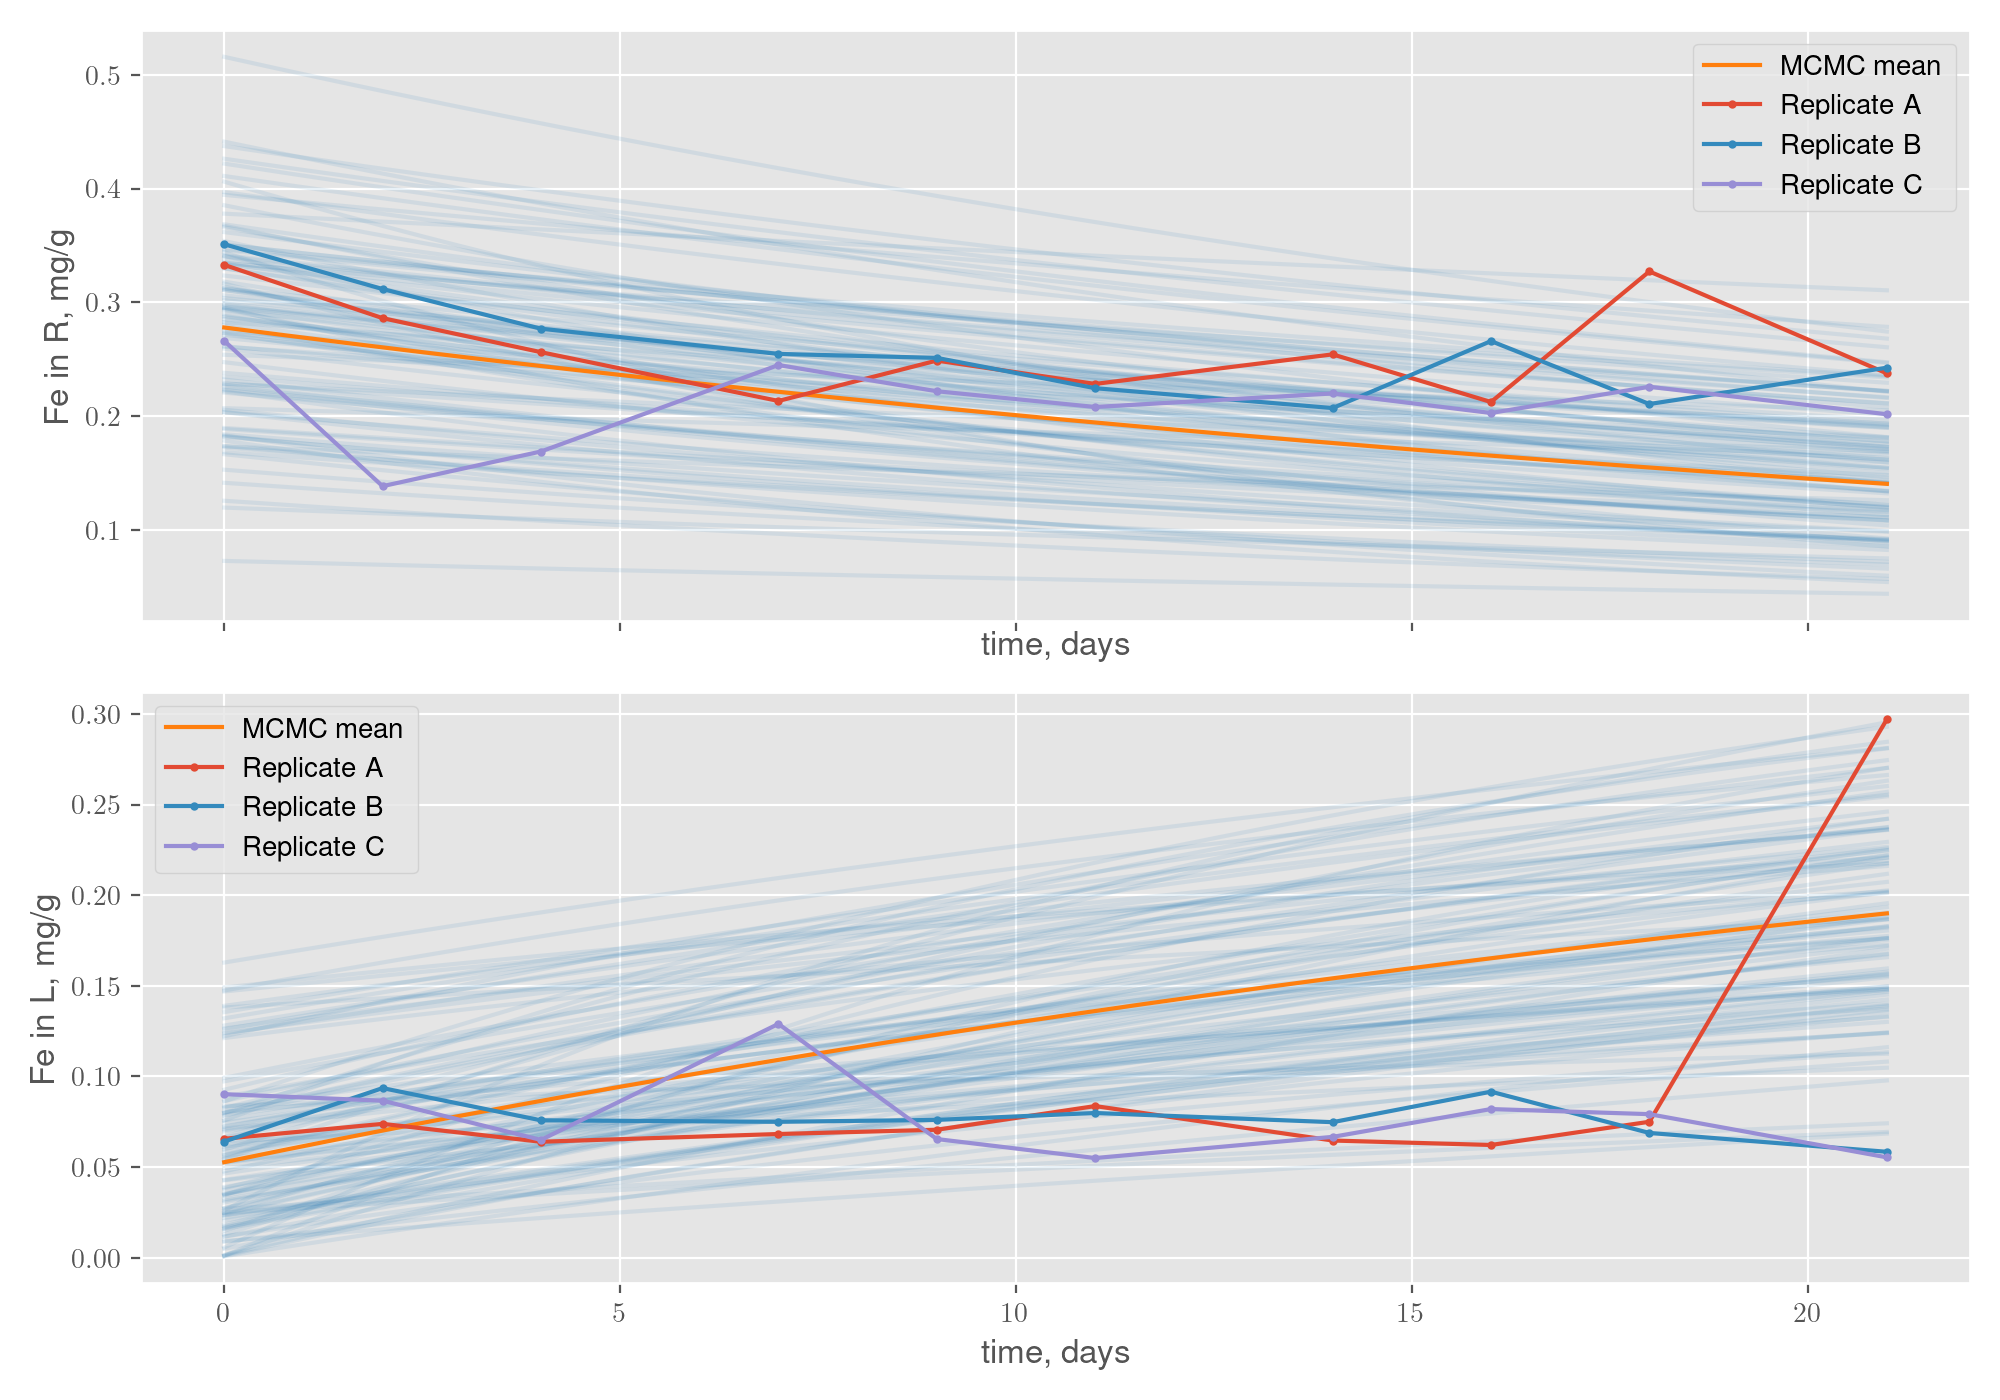 0.5
0.4
0.3
0.2
0.1
Fe in R, mg/g
MCMC mean
Replicate A
Replicate B
Replicate C
time, days
0.30
0.25
0.20
0.15
0.10
0.05
0.00
Fe in L, mg/g
MCMC mean
Replicate A
Replicate B
Replicate C
0 5 10 15 20
time, days